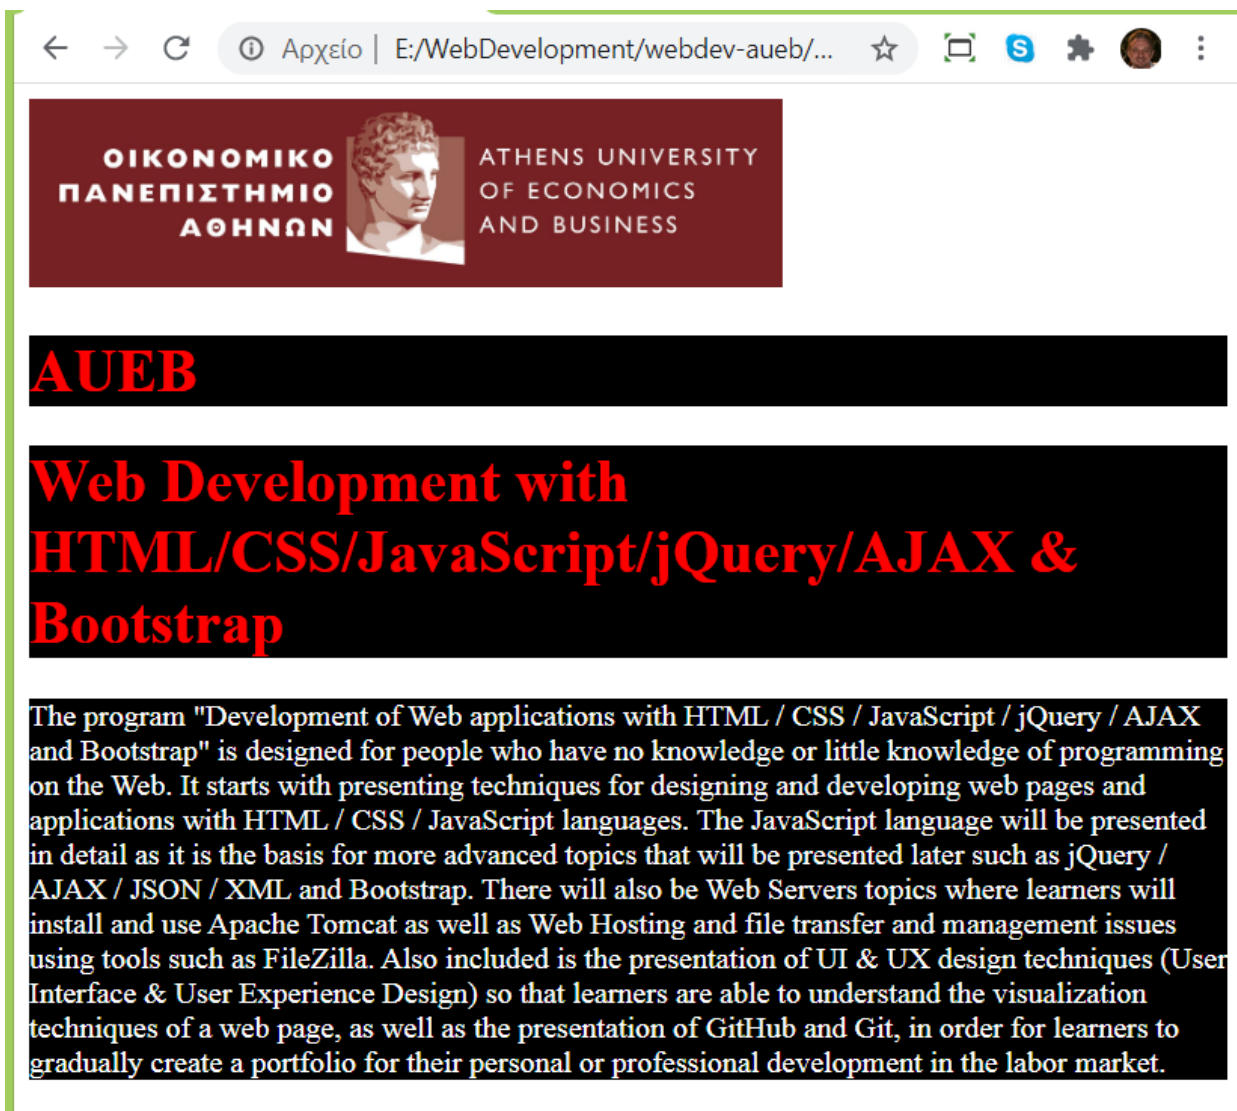 Αρχείο | E:/WebDevelopment/webdev-aueb/...
S
ΟΙΚΟΝΟΜΙΚΟ
ΠΑΝΕΠΙΣΤΗΜΙΟ
ΑΘΗΝΩΝ
ATHENS UNIVERSITY
OF ECONOMICS
AND BUSINESS
AUEB
Web Development with
HTML/CSS/JavaScript/jQuery/AJAX &
Bootstrap
The program "Development of Web applications with HTML / CSS / JavaScript / jQuery / AJAX
and Bootstrap" is designed for people who have no knowledge or little knowledge of programming
on the Web. It starts with presenting techniques for designing and developing web pages and
applications with HTML / CSS / JavaScript languages. The JavaScript language will be presented
in detail as it is the basis for more advanced topics that will be presented later such as jQuery /
AJAX / JSON / XML and Bootstrap. There will also be Web Servers topics where learners will
install and use Apache Tomcat as well as Web Hosting and file transfer and management issues
using tools such as FileZilla. Also included is the presentation of UI & UX design techniques (User
Interface & User Experience Design) so that learners are able to understand the visualization
techniques of a web page, as well as the presentation of GitHub and Git, in order for learners to
gradually create a portfolio for their personal or professional development in the labor market.